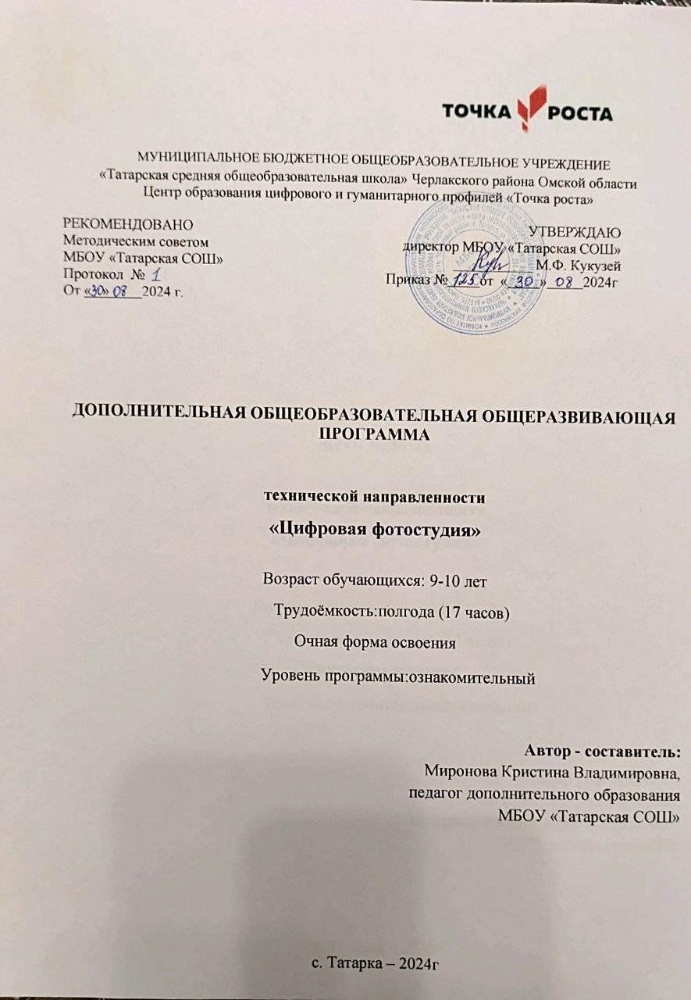 ТОЧКА РОСТА
МУНИЦИПАЛЬНОЕ БЮДЖЕТНОЕ ОБЩЕОБРАЗОВАТЕЛЬНОЕ УЧРЕЖДЕНИЕ
«Татарская средняя общеобразовательная школа» Черлакского района Омской области
Центр образования цифрового и гуманитарного профилей «Точка роста»
РЕКОМЕНДОВАНО
Методическим советом
МБОУ «Татарская СОШ»
Протокол № 1
От «30» 08 2024 г.
УТВЕРЖДАЮ
директор МБОУ «Татарская СОШ»
М.Ф. Кукузей
Приказ № 125 от « 30 » 08 2024г
ДОПОЛНИТЕЛЬНАЯ ОБЩЕОБРАЗОВАТЕЛЬНАЯ ОБЩЕРАЗВИВАЮЩАЯ
ПРОГРАММА
технической направленности
«Цифровая фотостудия»
Возраст обучающихся: 9-10 лет
Трудоёмкость:полгода (17 часов)
Очная форма освоения
Уровень программы:ознакомительный
Автор - составитель:
Миронова Кристина Владимировна,
педагог дополнительного образования
МБОУ «Татарская СОШ»
с. Татарка – 2024г